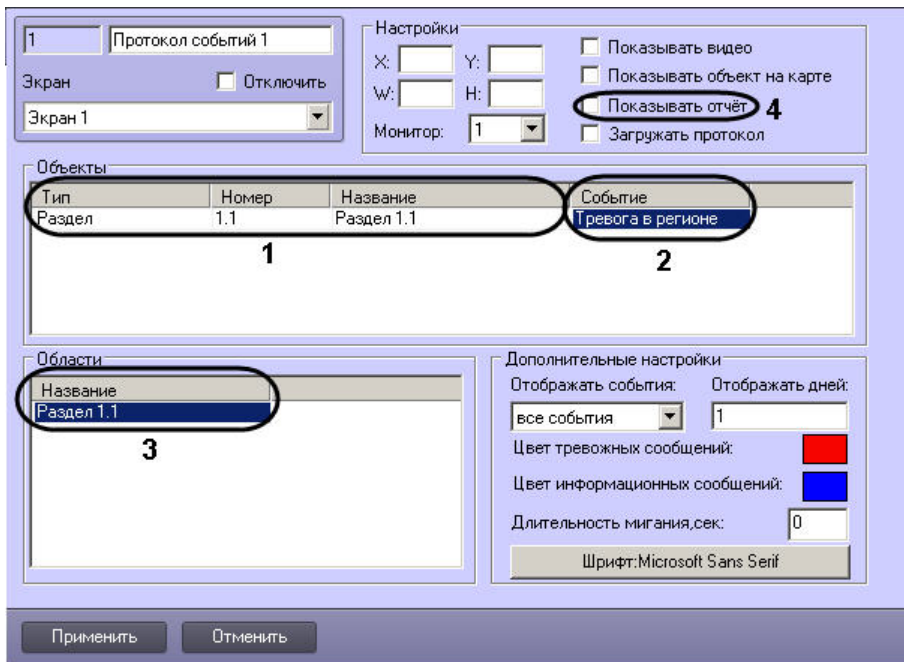 1
Протокол событий 1
Экран
Отключить
Экран 1
Настройки
X:
Y:
W:
H:
Монитор:
1
Показывать видео
Показывать объект на карте
Показывать отчёт
4
Загружать протокол
Объекты
Тип Номер Название Событие
Раздел 1.1 Раздел 1.1 Тревога в регионе
1
2
Области
Название
Раздел 1.1
3
Дополнительные настройки
Отображать события: Отображать дней:
все события 1
Цвет тревожных сообщений:
Цвет информационных сообщений:
Длительность мигания,сек: 0
Шрифт:Microsoft Sans Serif
Применить Отменить